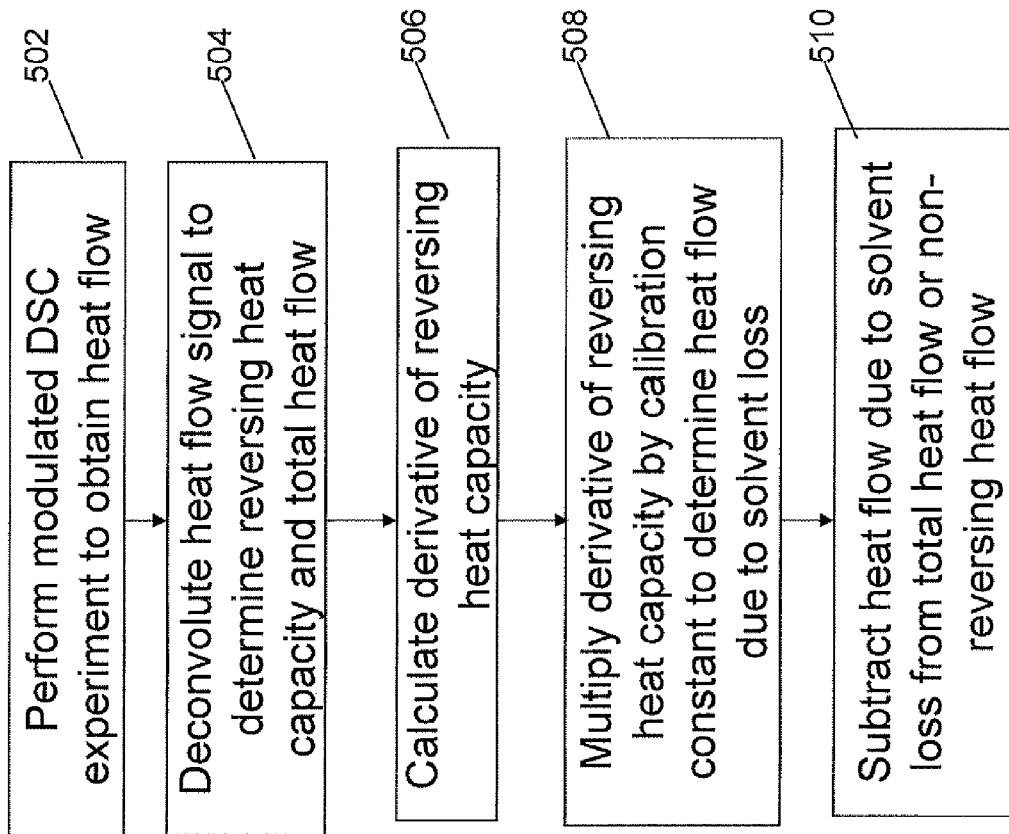 502
Perform modulated DSC
experiment to obtain heat flow
504
Deconvolute heat flow signal to
determine reversing heat
capacity and total heat flow
506
Calculate derivative of reversing
heat capacity
508
Multiply derivative of reversing
heat capacity by calibration
constant to determine heat flow
due to solvent loss
510
Subtract heat flow due to solvent
loss from total heat flow or non-
reversing heat flow